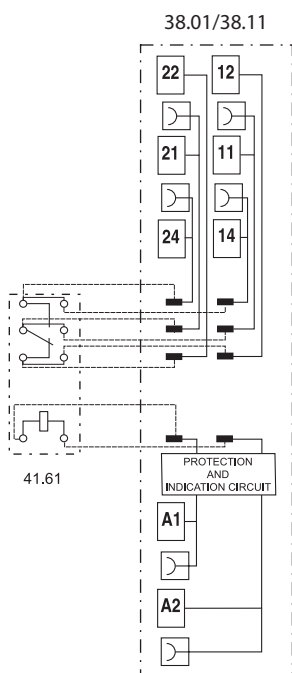 38.01/38.11
22 12
21 11
24 14
41.61
PROTECTION
AND
INDICATION CIRCUIT
A1
A2